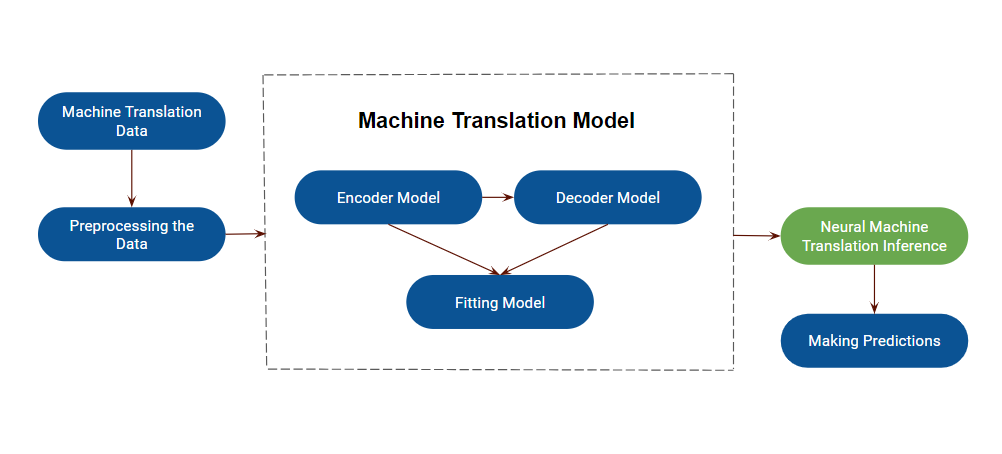 Machine Translation
Data
Preprocessing the
Data
Machine Translation Model
Encoder Model
Decoder Model
Fitting Model
Neural Machine
Translation Inference
Making Predictions